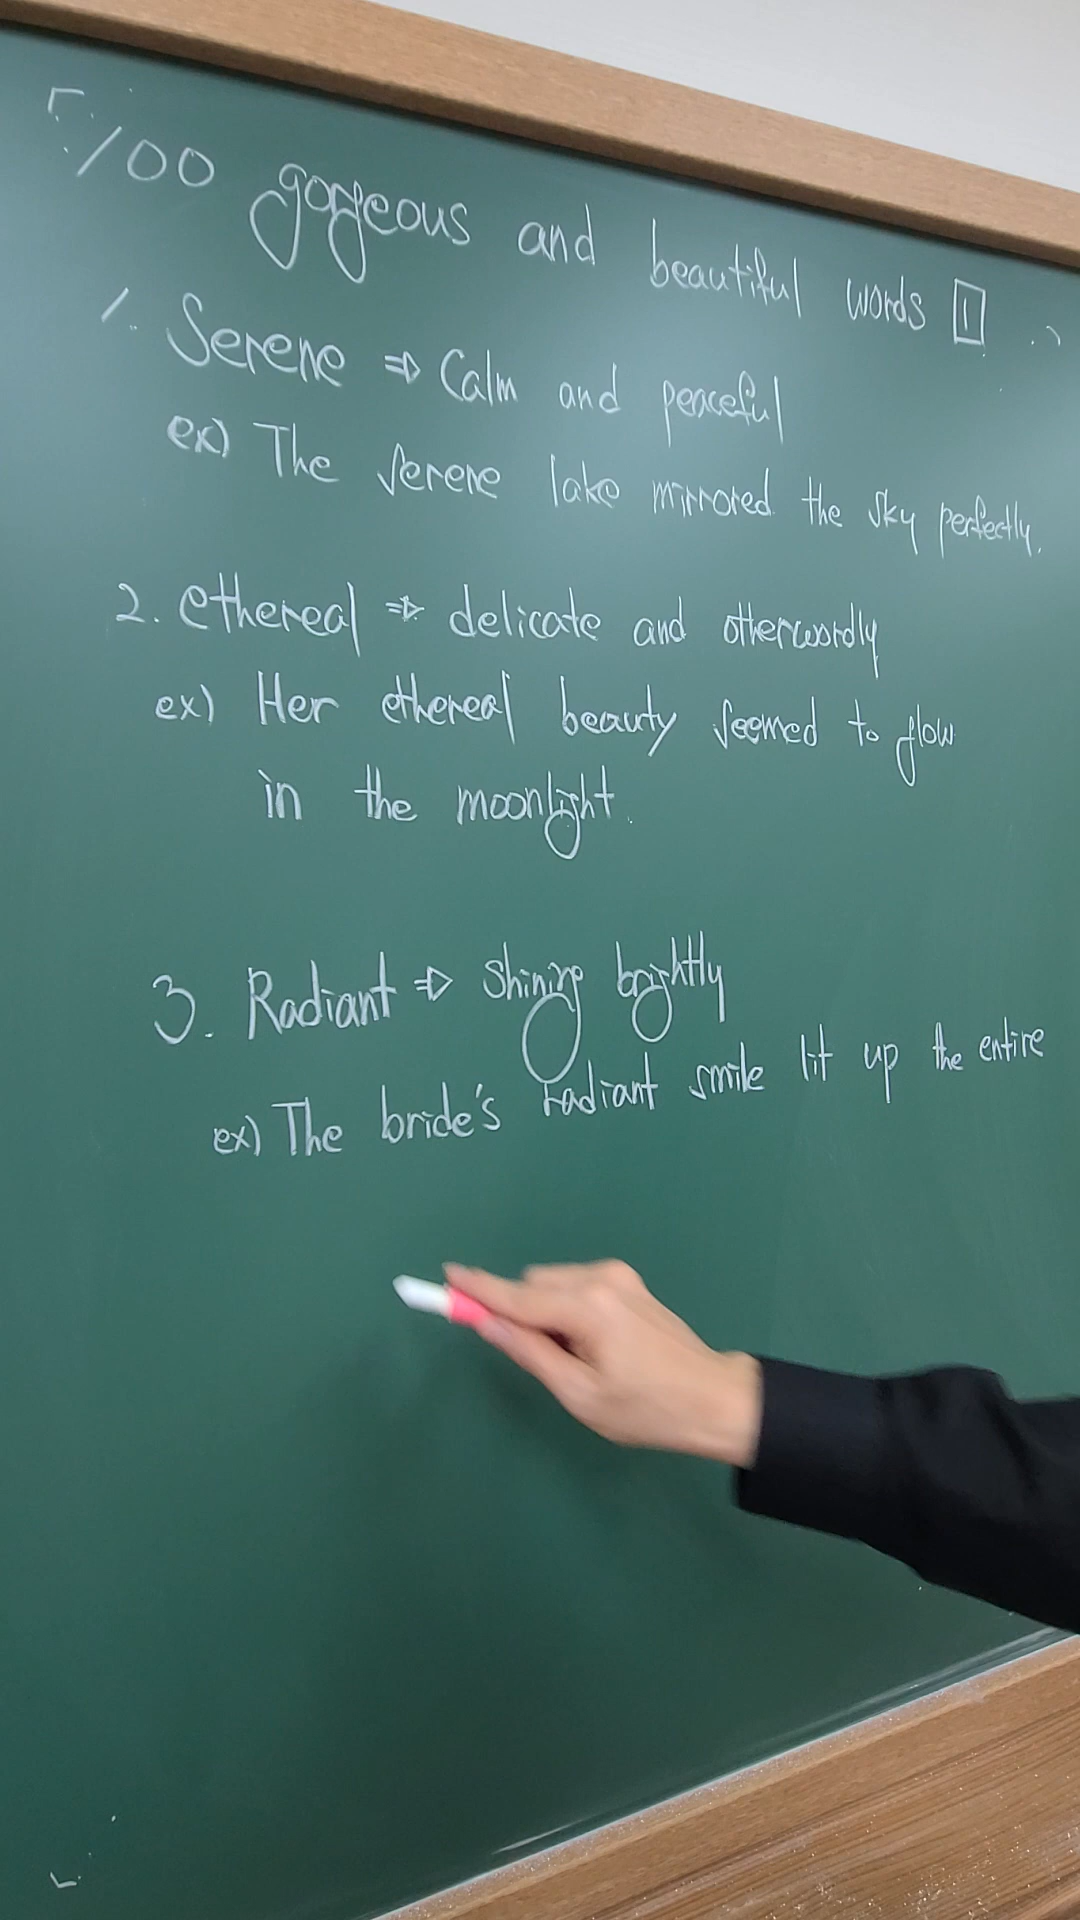 100 gorgeous and beautiful words 1
1. Serene ⇒ Calm and peaceful
ex) The serene lake mirrored the sky perfectly.
2. ethereal ⇒ delicate and otherwordly
ex) Her ethereal beauty seemed to glow
in the moonlight.
3. Radiant ⇒ shining brightly
ex) The bride's radiant smile lit up the entire